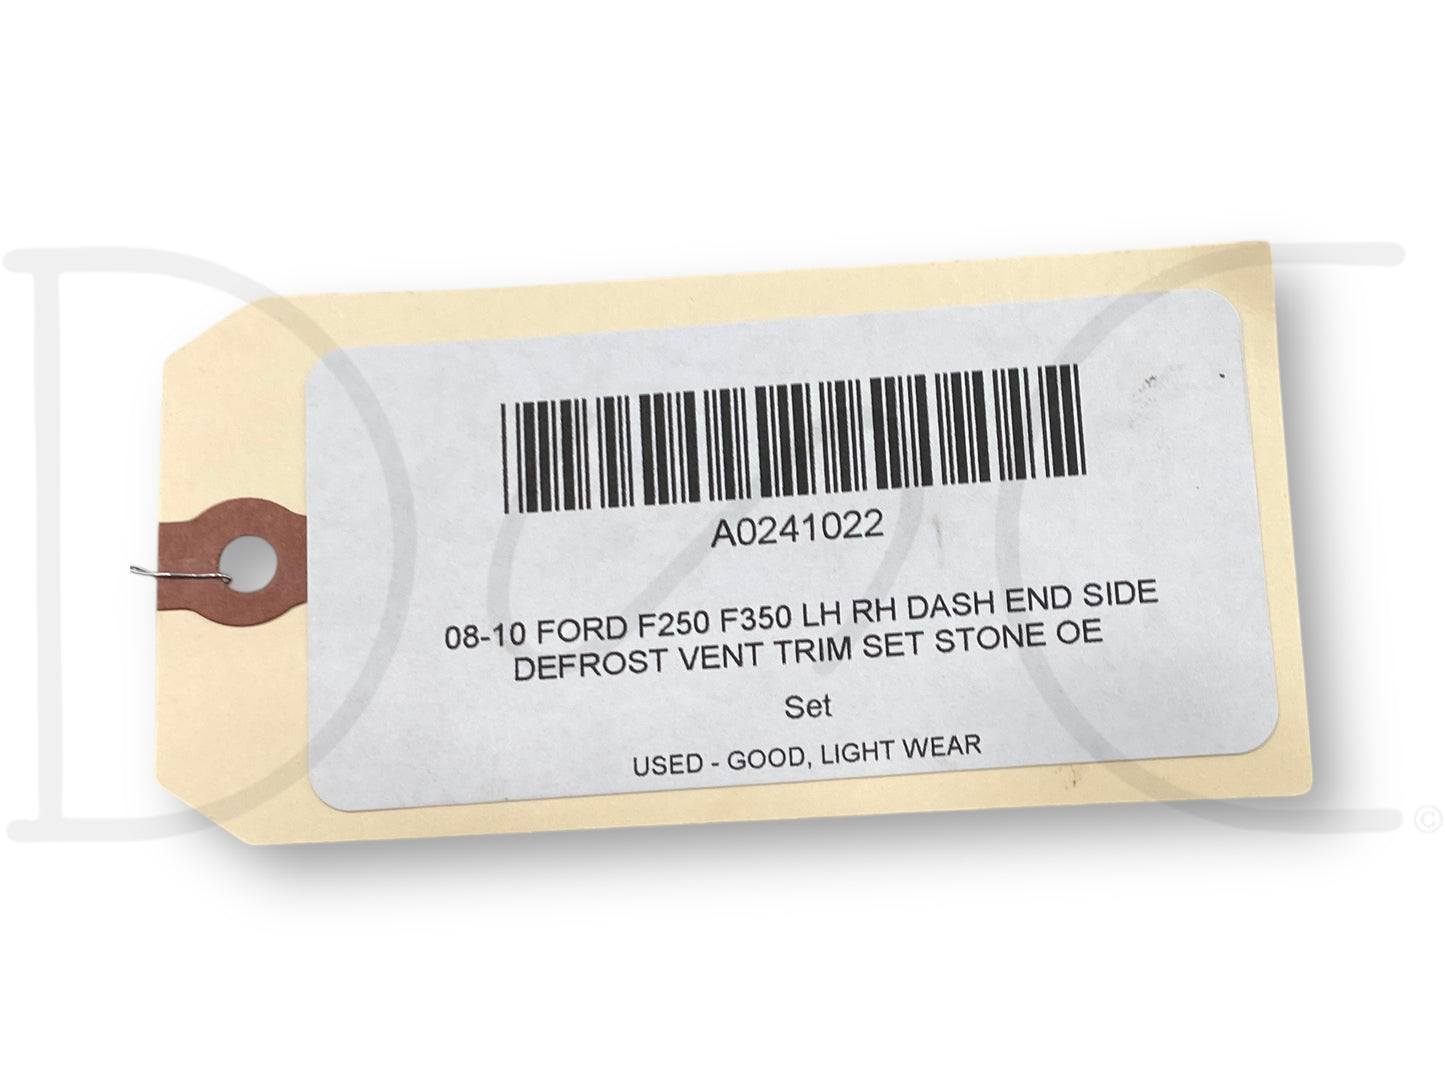 A0241022
08-10 FORD F250 F350 LH RH DASH END SIDE
DEFROST VENT TRIM SET STONE OE
Set
USED - GOOD, LIGHT WEAR
©